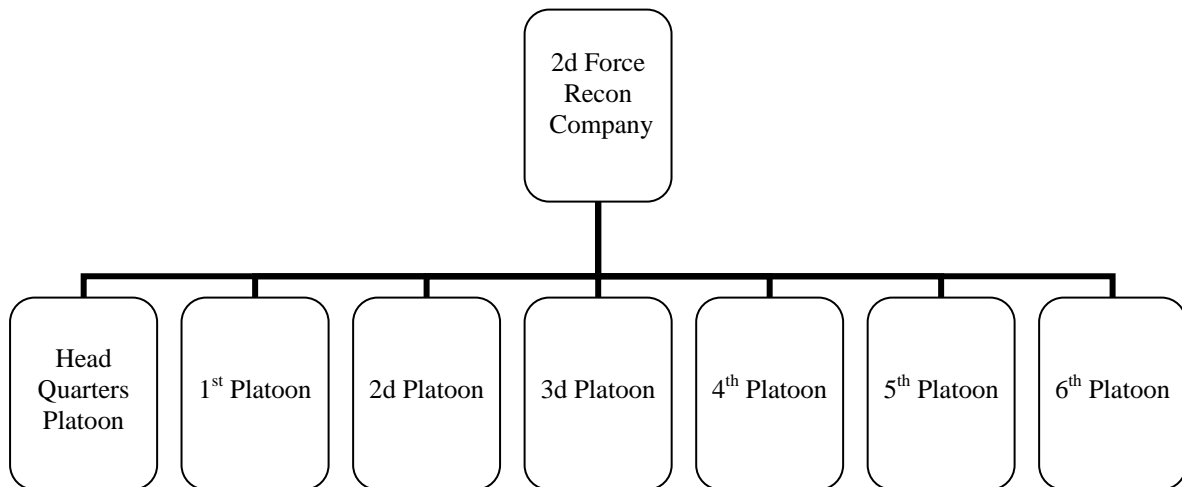 2d Force
Recon
Company
Head
Quarters
Platoon
1st Platoon
2d Platoon
3d Platoon
4th Platoon
5th Platoon
6th Platoon